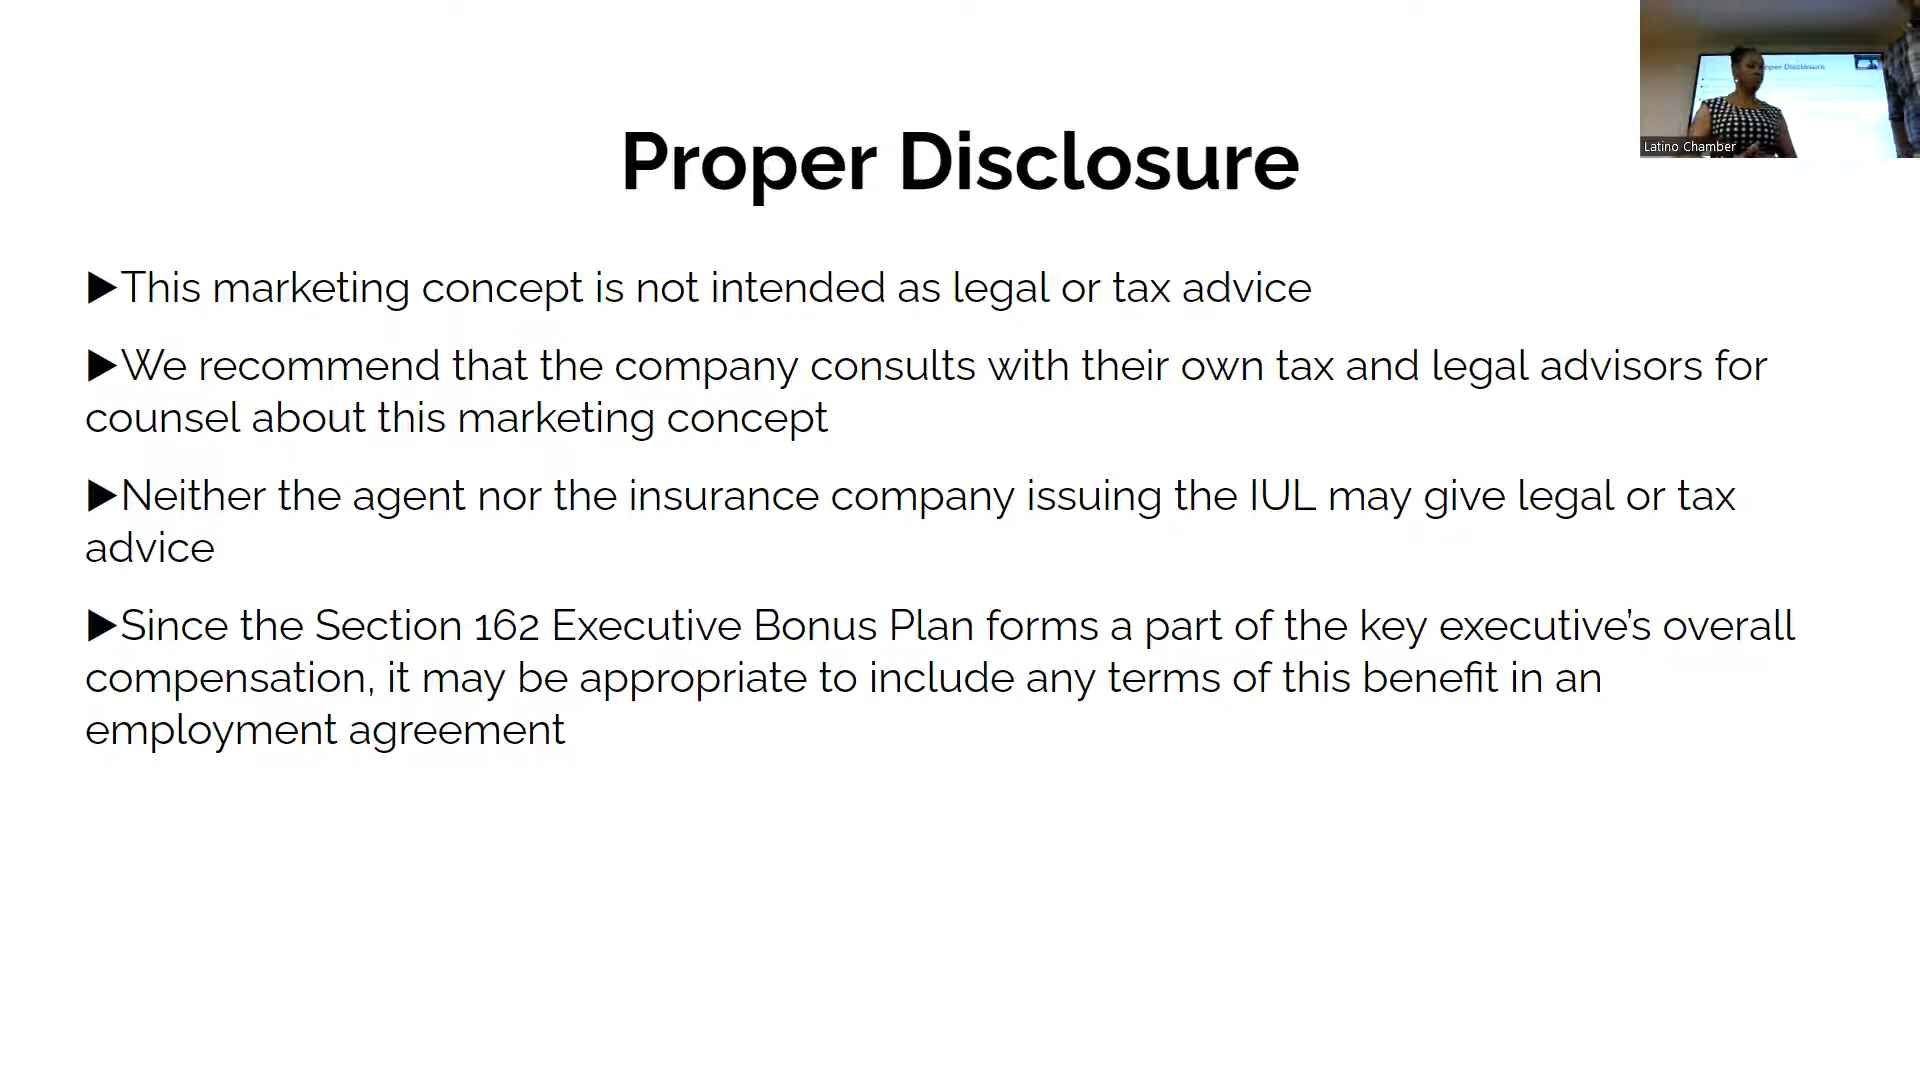 Proper Disclosure
▶This marketing concept is not intended as legal or tax advice
▶We recommend that the company consults with their own tax and legal advisors for
counsel about this marketing concept
▶Neither the agent nor the insurance company issuing the IUL may give legal or tax
advice
▶Since the Section 162 Executive Bonus Plan forms a part of the key executive’s overall
compensation, it may be appropriate to include any terms of this benefit in an
employment agreement
Disclosure
Latino Chamber